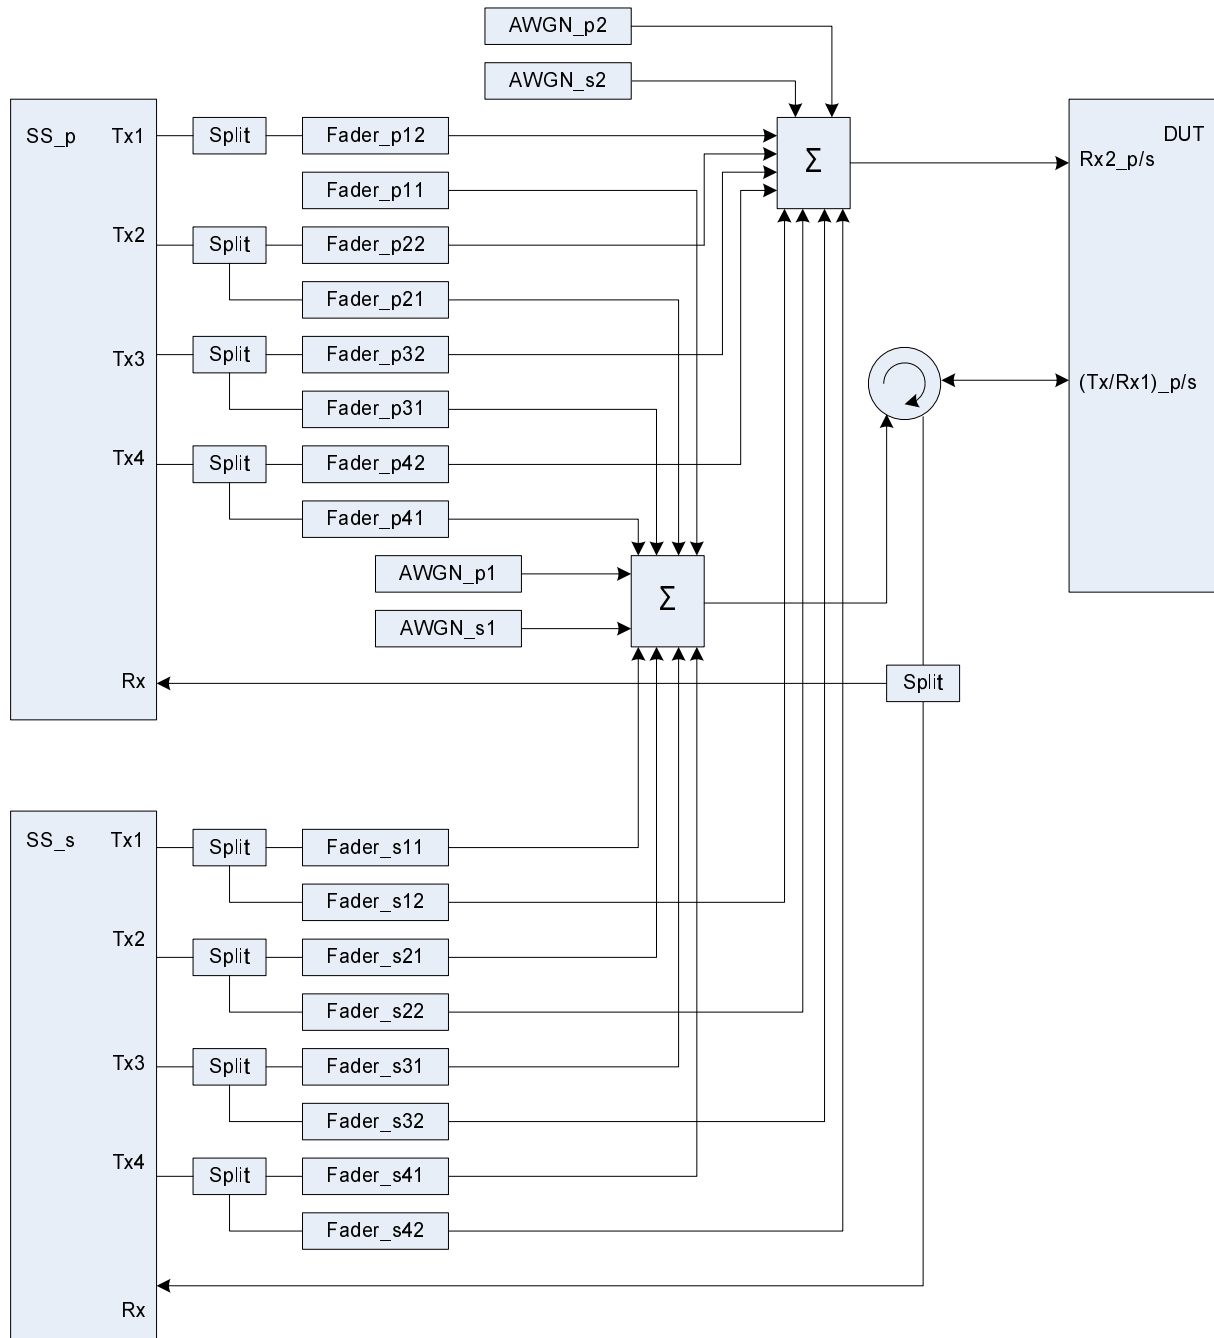 AWGN_p2
AWGN_s2
SS_p
Tx1
Split
Fader_p12
Σ
DUT
Rx2_p/s
Fader_p11
Tx2
Split
Fader_p22
Fader_p21
Tx3
Split
Fader_p32
(Tx/Rx1)_p/s
Fader_p31
Tx4
Split
Fader_p42
Fader_p41
AWGN_p1
Σ
AWGN_s1
Rx
Split
SS_s
Tx1
Split
Fader_s11
Fader_s12
Tx2
Split
Fader_s21
Fader_s22
Tx3
Split
Fader_s31
Fader_s32
Tx4
Split
Fader_s41
Fader_s42
Rx